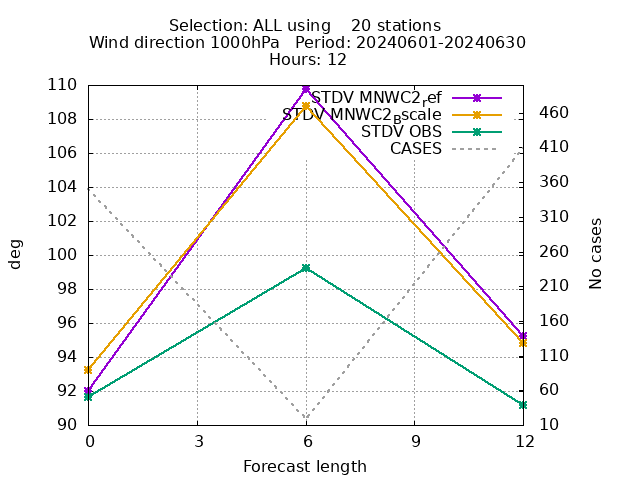 Selection: ALL using    20 stations
Wind direction 1000hPa   Period: 20240601-20240630
Hours: 12
STDV MNWC2ref
STDV MNWC2Bscale
STDV OBS
CASES
110
108
106
104
102
100
98
96
94
92
90
deg
460
410
360
310
260
210
160
110
60
10
No cases
0 3 6 9 12
Forecast length